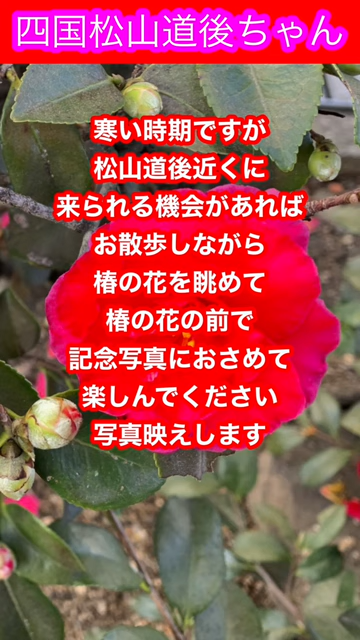 四国松山道後ちゃん
寒い時期ですが
松山道後近くに
来られる機会があれば
お散歩しながら
椿の花を眺めて
椿の花の前で
記念写真におさめて
楽しんでください
写真映えします